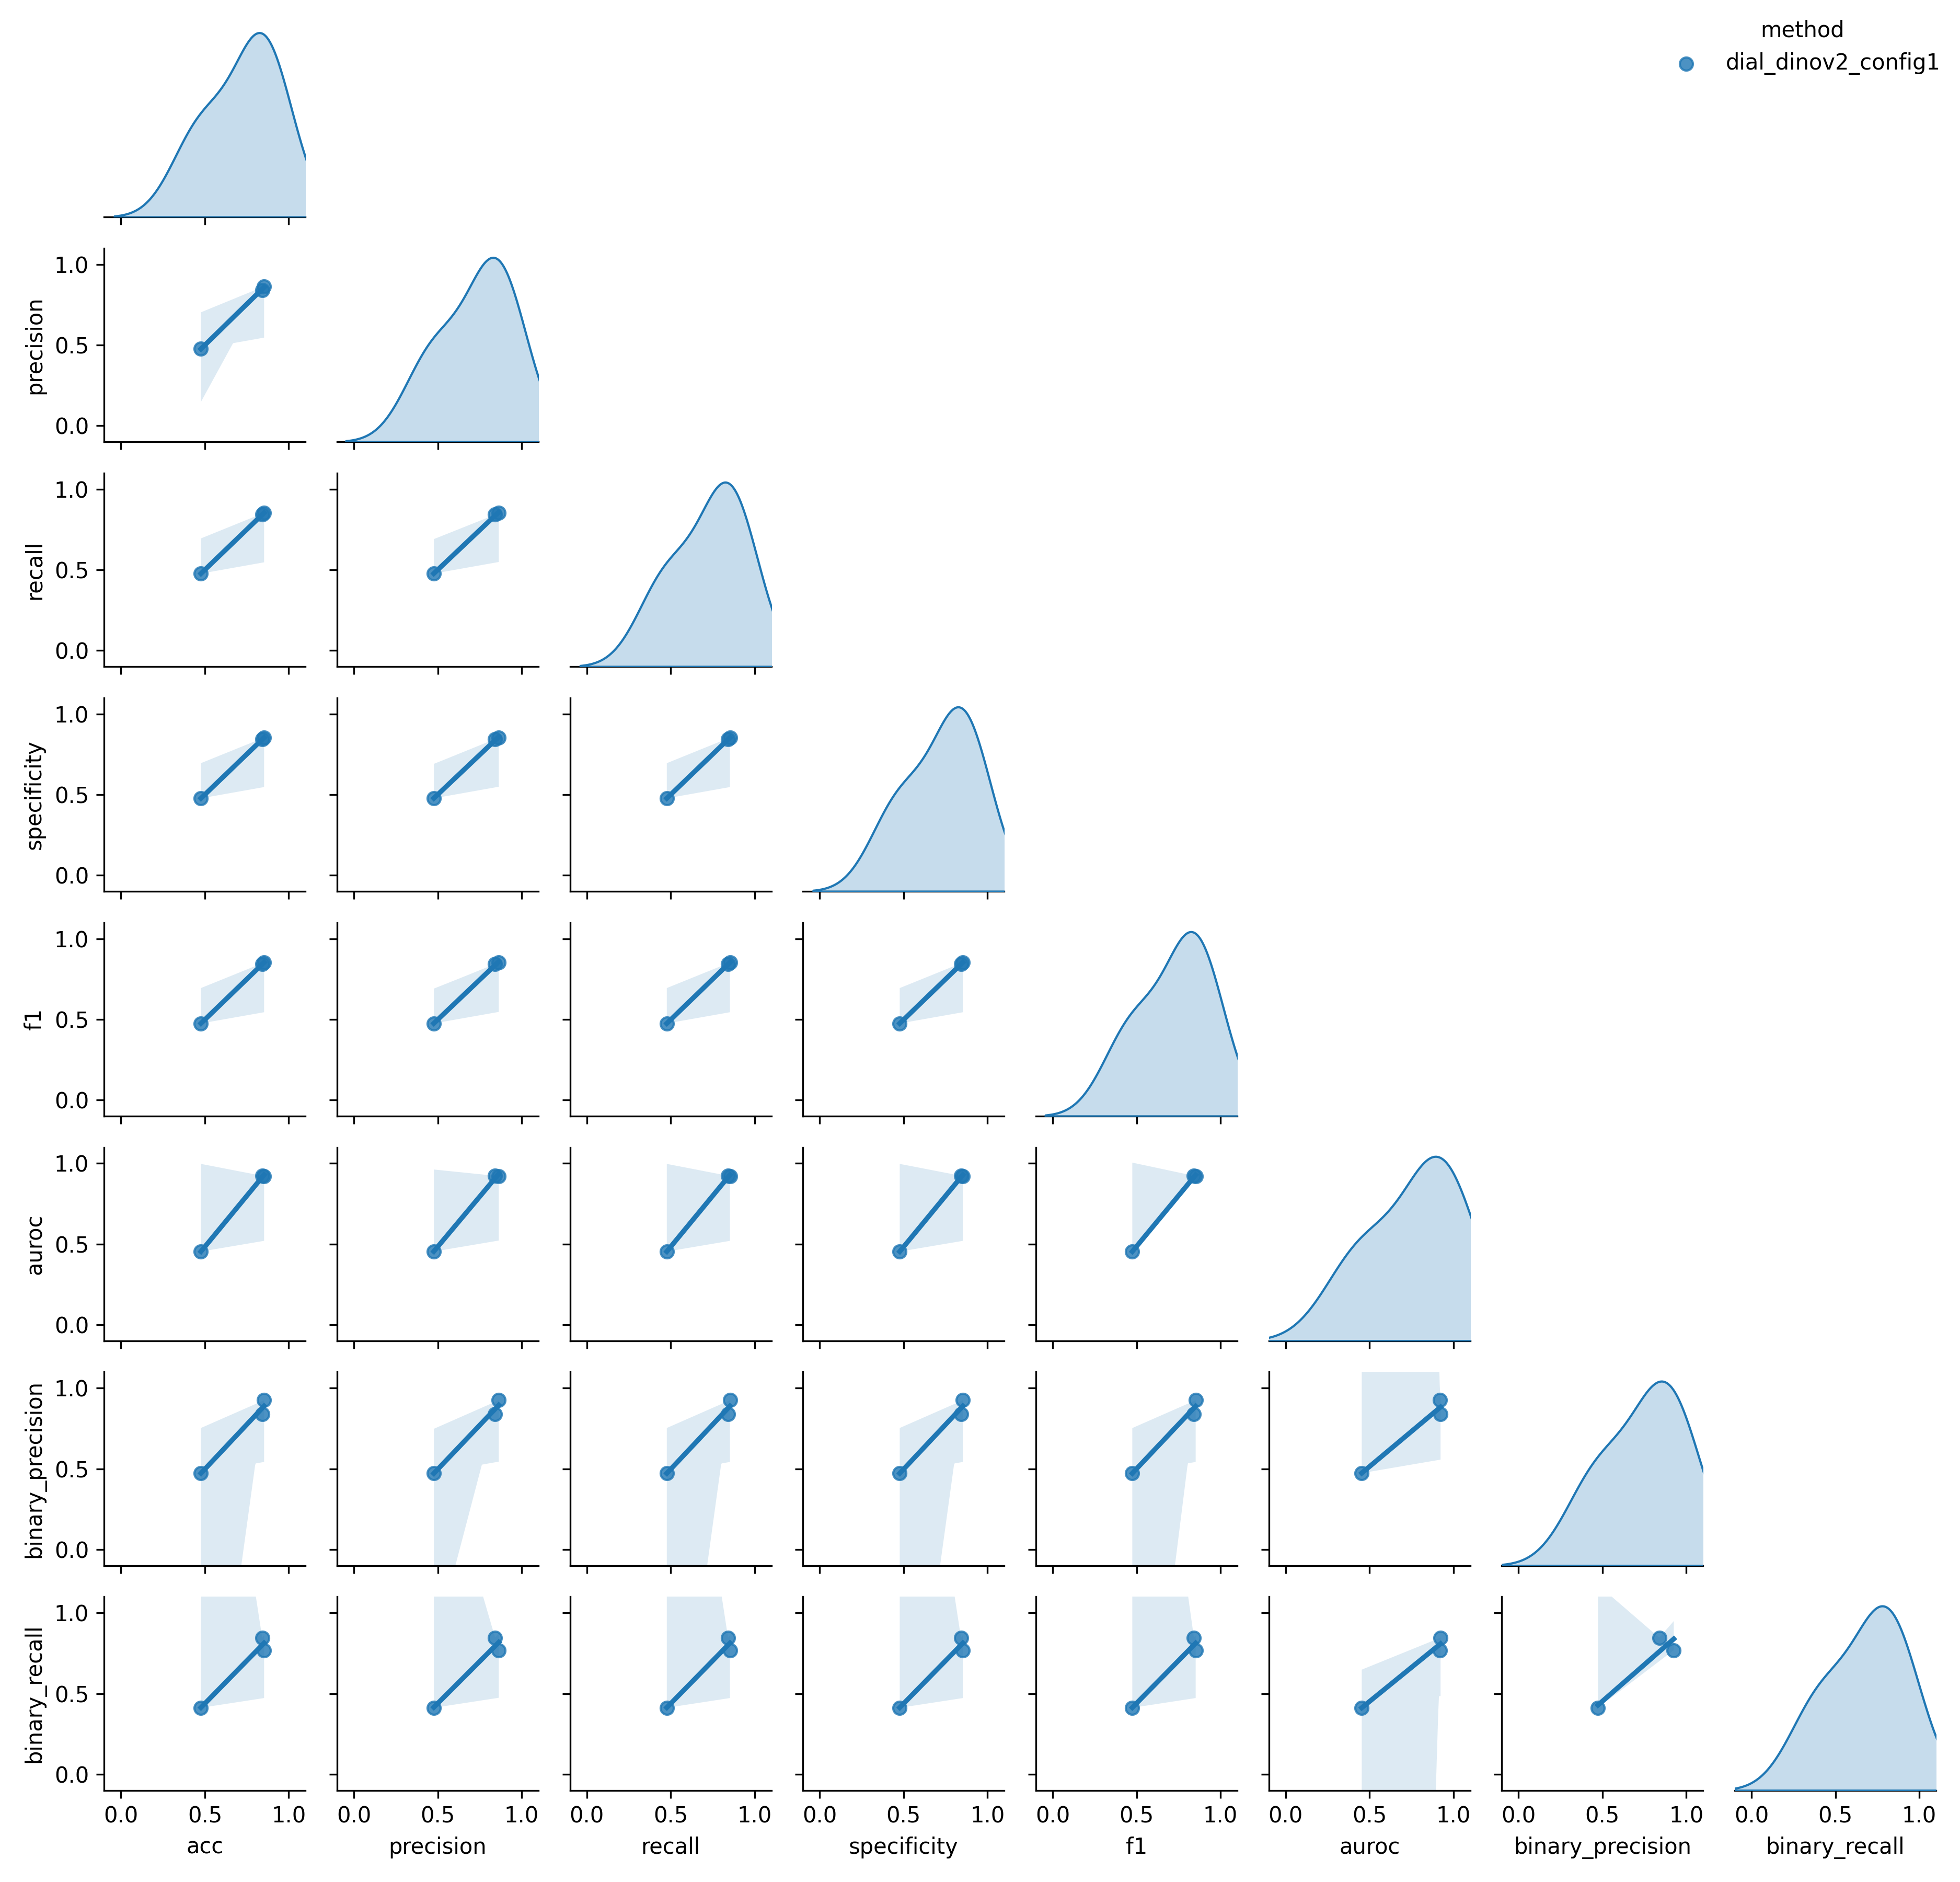 method
dial_dinov2_config1
precision
1.0
0.5
0.0
recall
1.0
0.5
0.0
specificity
1.0
0.5
0.0
f1
1.0
0.5
0.0
auroc
1.0
0.5
0.0
binary_precision
1.0
0.5
0.0
binary_recall
1.0
0.5
0.0
0.0 0.5 1.0 0.0 0.5 1.0 0.0 0.5 1.0 0.0 0.5 1.0 0.0 0.5 1.0 0.0 0.5 1.0 0.0 0.5 1.0 0.0 0.5 1.0
acc precision recall specificity f1 auroc binary_precision binary_recall